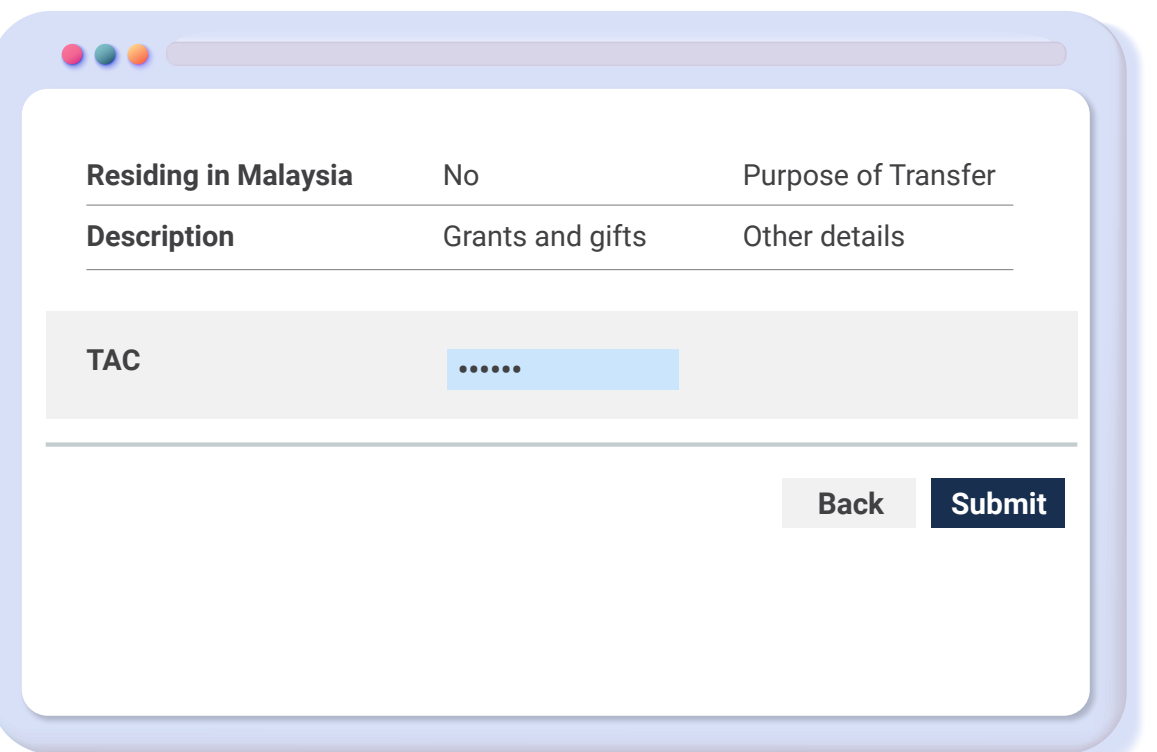 Residing in Malaysia No Purpose of Transfer
Description Grants and gifts Other details
TAC ••••••
Back Submit